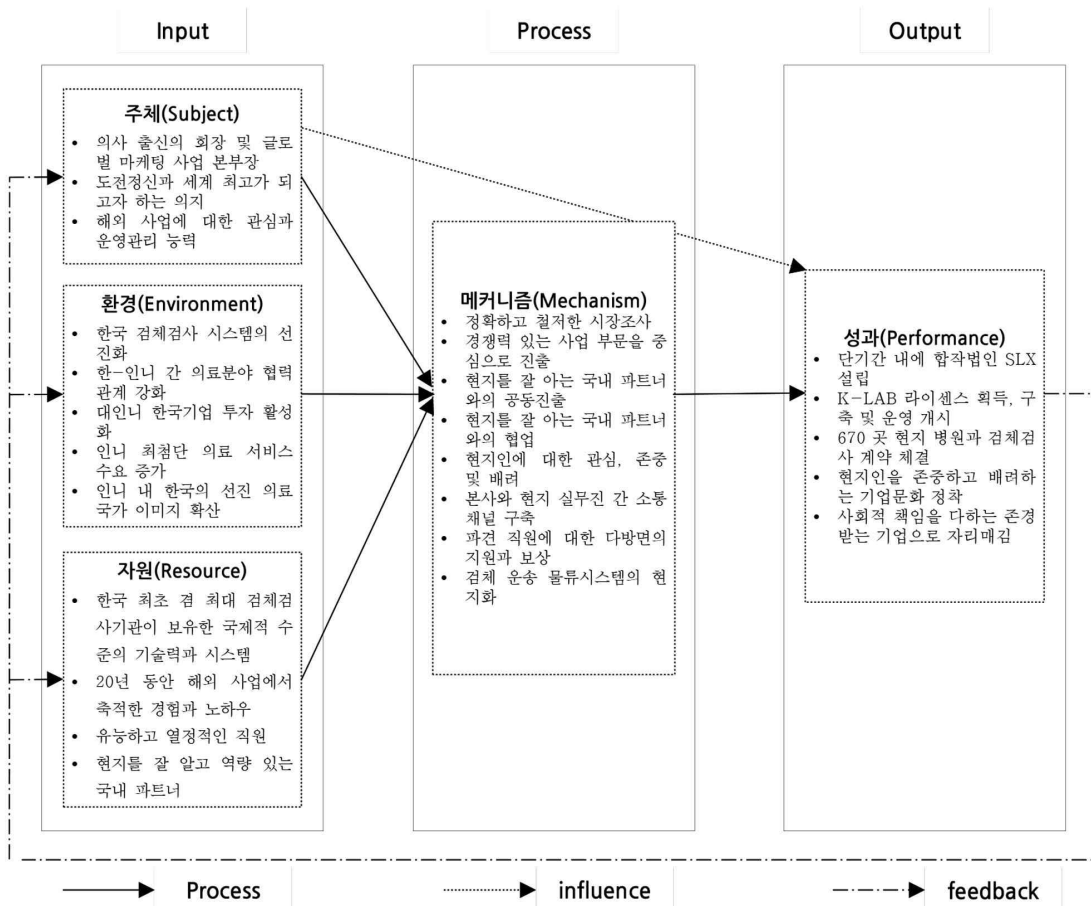 Input
Process
Output
주체(Subject)
• 의사 출신의 회장 및 글로
벌 마케팅 사업 본부장
• 도전정신과 세계 최고가 되
고자 하는 의지
• 해외 사업에 대한 관심과
운영관리 능력
환경(Environment)
• 한국 검체검사 시스템의 선
진화
• 한-인니 간 의료분야 협력
관계 강화
• 대인니 한국기업 투자 활성
화
• 인니 최첨단 의료 서비스
수요 증가
• 인니 내 한국의 선진 의료
국가 이미지 확산
자원(Resource)
• 한국 최초 겸 최대 검체검
사기관이 보유한 국제적 수
준의 기술력과 시스템
• 20년 동안 해외 사업에서
축적한 경험과 노하우
• 유능하고 열정적인 직원
• 현지를 잘 알고 역량 있는
국내 파트너
메커니즘(Mechanism)
• 정확하고 철저한 시장조사
• 경쟁력 있는 사업 부문을 중
심으로 진출
• 현지를 잘 아는 국내 파트너
와의 공동진출
• 현지를 잘 아는 국내 파트너
와의 협업
• 현지인에 대한 관심, 존중
및 배려
• 본사와 현지 실무진 간 소통
채널 구축
• 파견 직원에 대한 다방면의
지원과 보상
• 검체 운송 물류시스템의 현
지화
성과(Performance)
• 단기간 내에 합작법인 SLX
설립
• K-LAB 라이센스 획득, 구
축 및 운영 개시
• 670 곳 현지 병원과 검체검
사 계약 체결
• 현지인을 존중하고 배려하
는 기업문화 정착
• 사회적 책임을 다하는 존경
받는 기업으로 자리매김
Process
influence
feedback